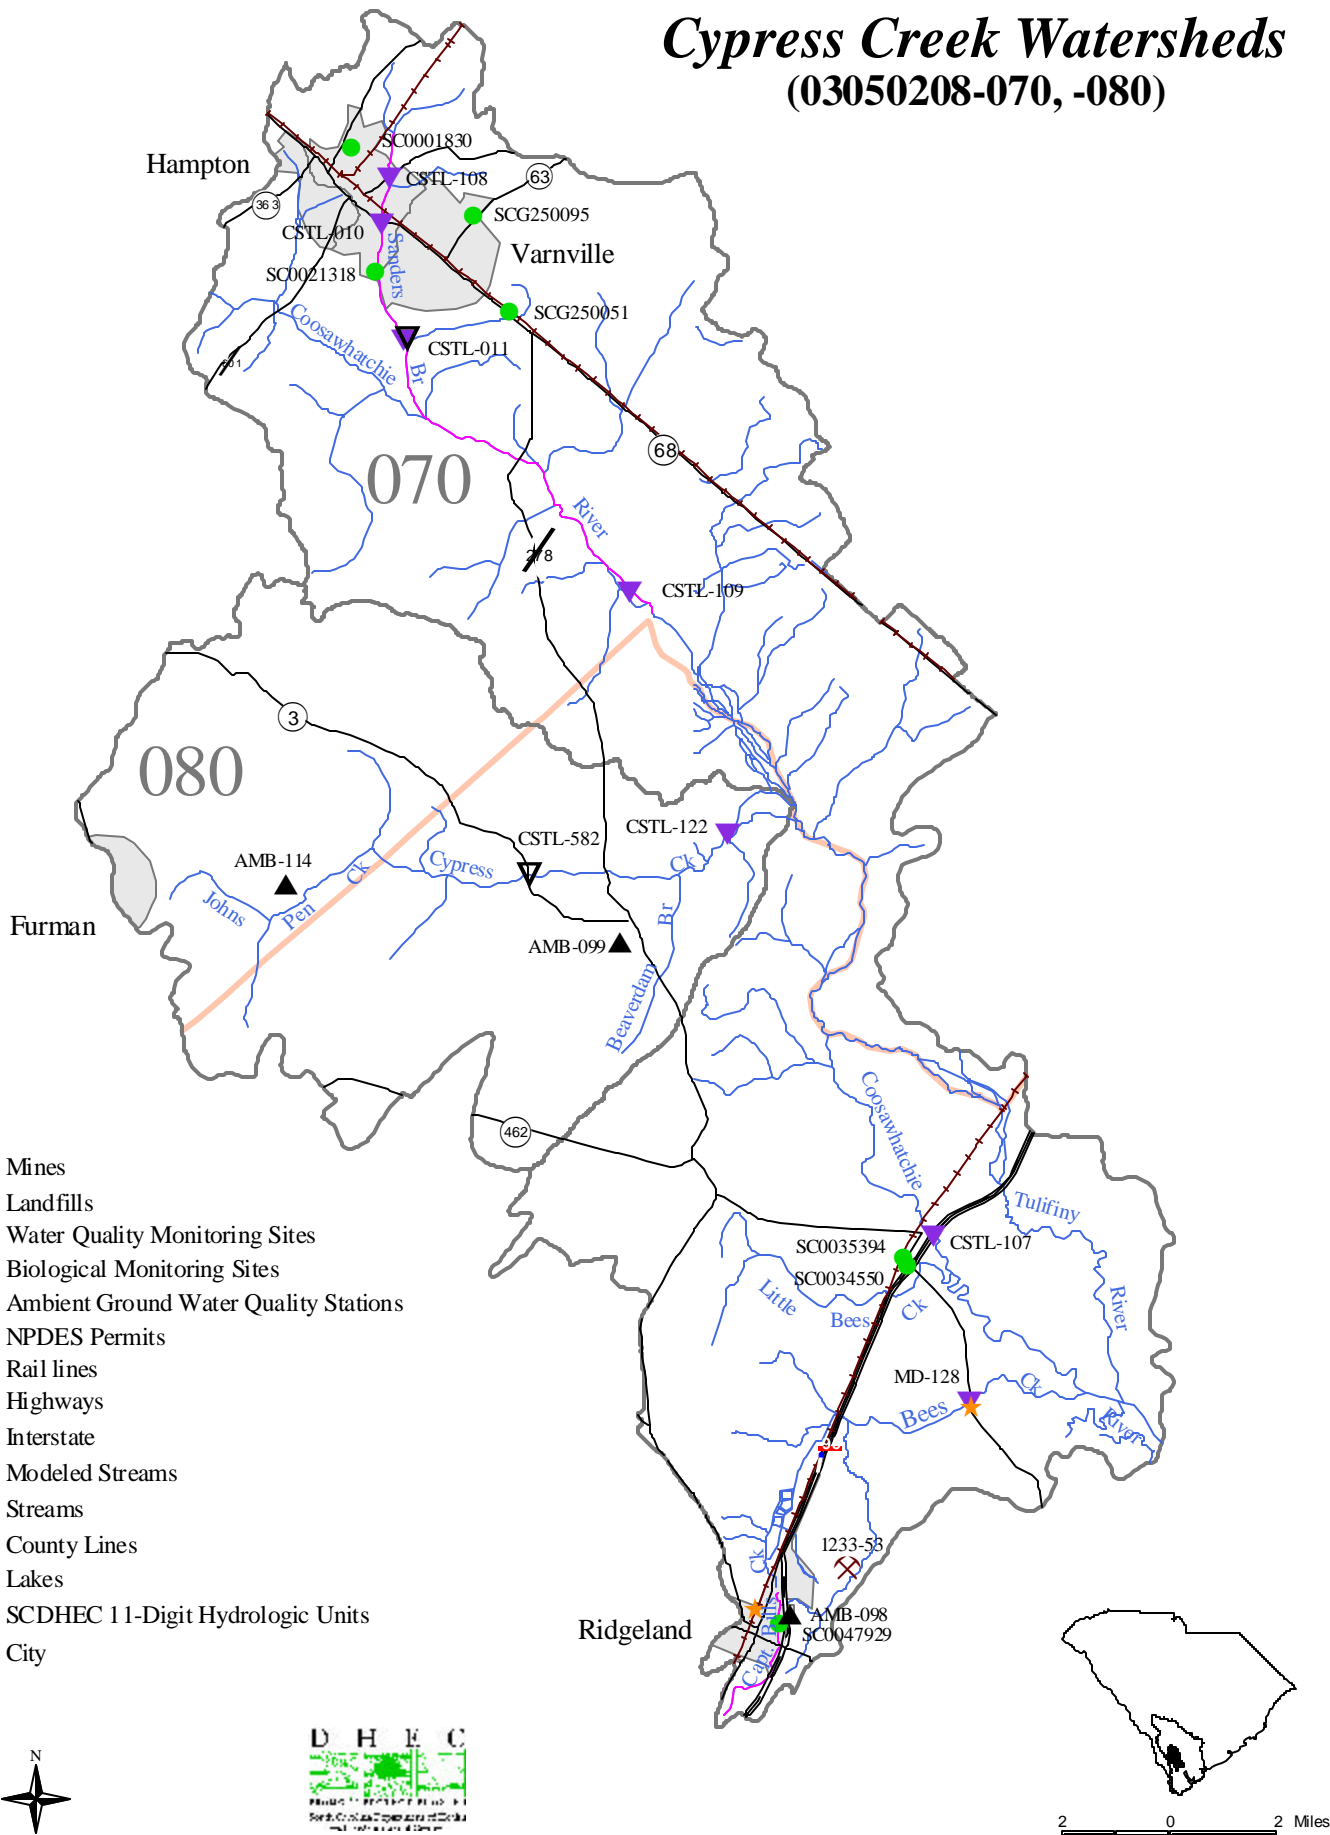 Cypress Creek Watersheds
(03050208-070, -080)
SC0001830
Hampton
CSTL-108
63
363
SCG250095
CSTL-010
Sanders
Varnville
SC0021318
SCG250051
Coosawhatchie
CSTL-011
Br
68
070
River
278
CSTL-109
3
080
CSTL-582
CSTL-122
AMB-114
Ck
Cypress
Ck
Johns
Pen
Br
Furman
AMB-099
Beaverdam
Coosawhatchie
462
Mines
Landfills
Tulifiny
Water Quality Monitoring Sites
SC0035394
CSTL-107
Biological Monitoring Sites
SC0034550
Little
Bees
Ck
River
Ambient Ground Water Quality Stations
NPDES Permits
Rail lines
MD-128
Ck
Highways
Bees
River
Interstate
Modeled Streams
Streams
1233-53
County Lines
Ck
Lakes
SCDHEC 11-Digit Hydrologic Units
AMB-098
Ridgeland
SC0047929
Bills
City
Capt.
D H E C
N
2 0 2 Miles